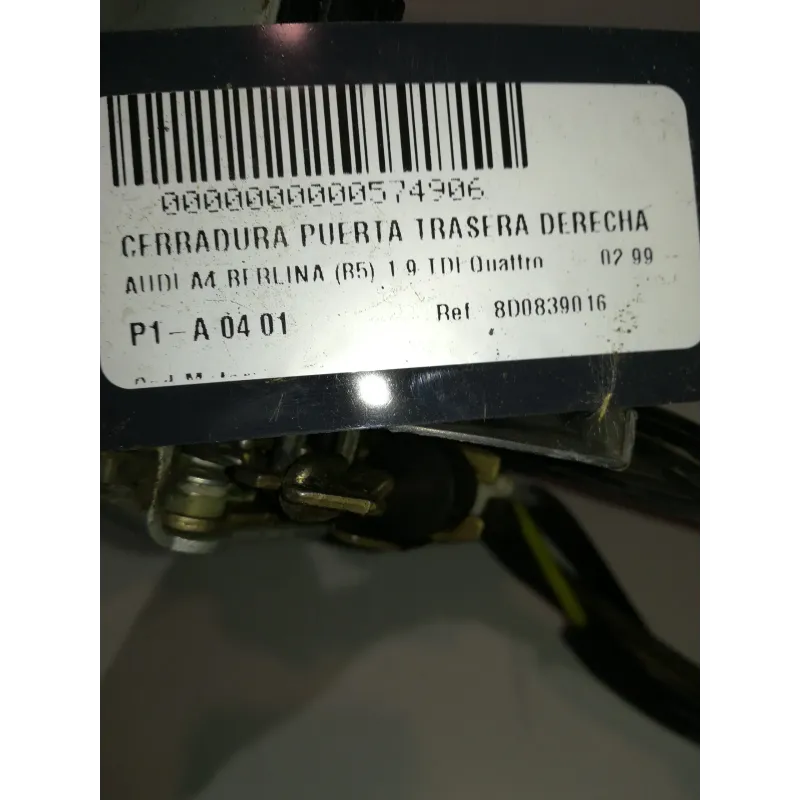 0000000000574906
CERRADURA PUERTA TRASERA DERECHA
AUDI A4 BERLINA (B5) 1.9 TDI Quattro 02.99
P1-A 04 01 Ref 8D0839016